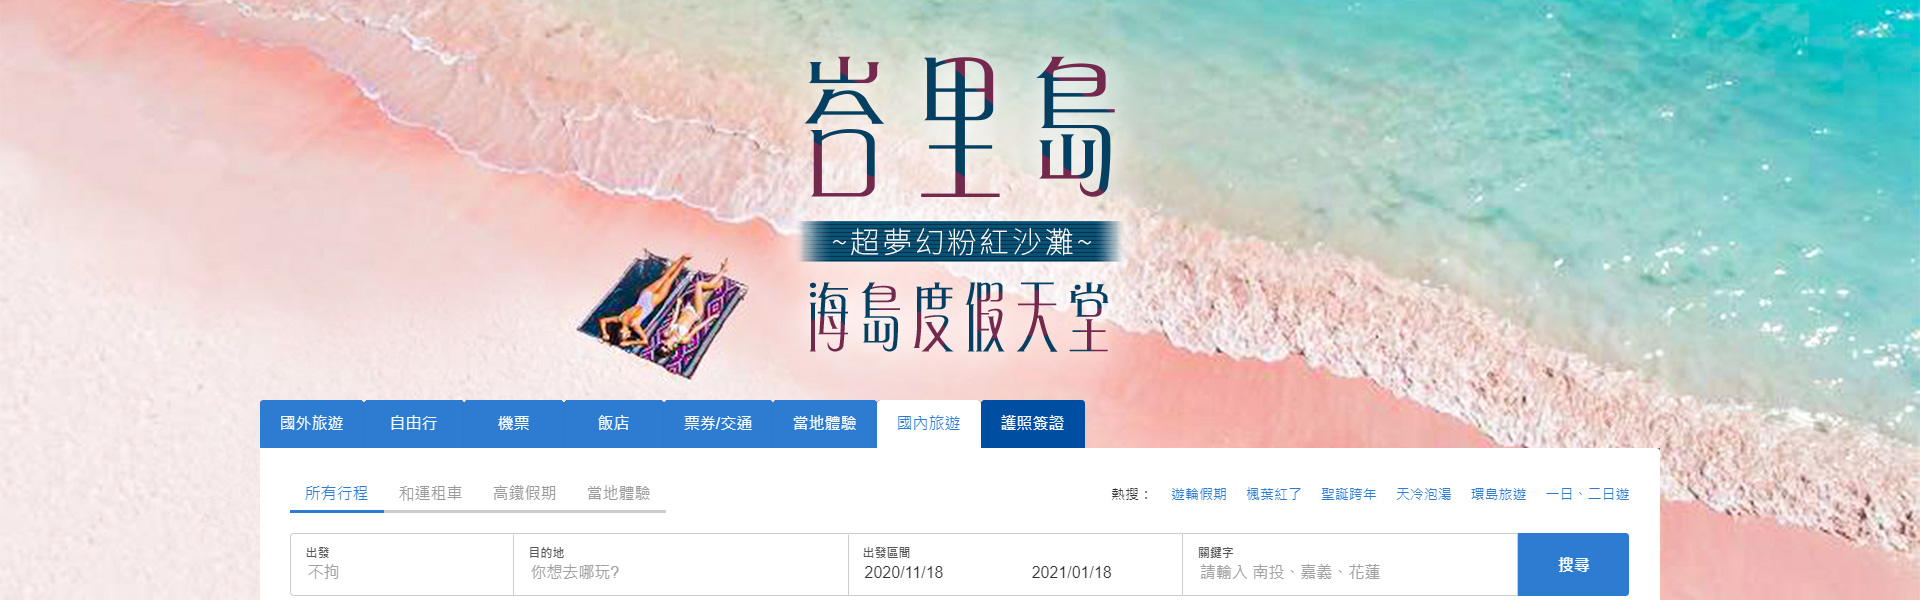 峇里島
~超夢幻粉紅沙灘~
海島度假天堂
國外旅遊 自由行 機票 飯店 票券/交通 當地體驗 國內旅遊 護照簽證
所有行程 和運租車 高鐵假期 當地體驗 熱搜： 遊輪假期 楓葉紅了 聖誕跨年 天冷泡湯 環島旅遊 一日、二日遊
出發 目的地 出發區間 關鍵字
不拘 你想去哪玩? 2020/11/18 2021/01/18 請輸入 南投、嘉義、花蓮 搜尋